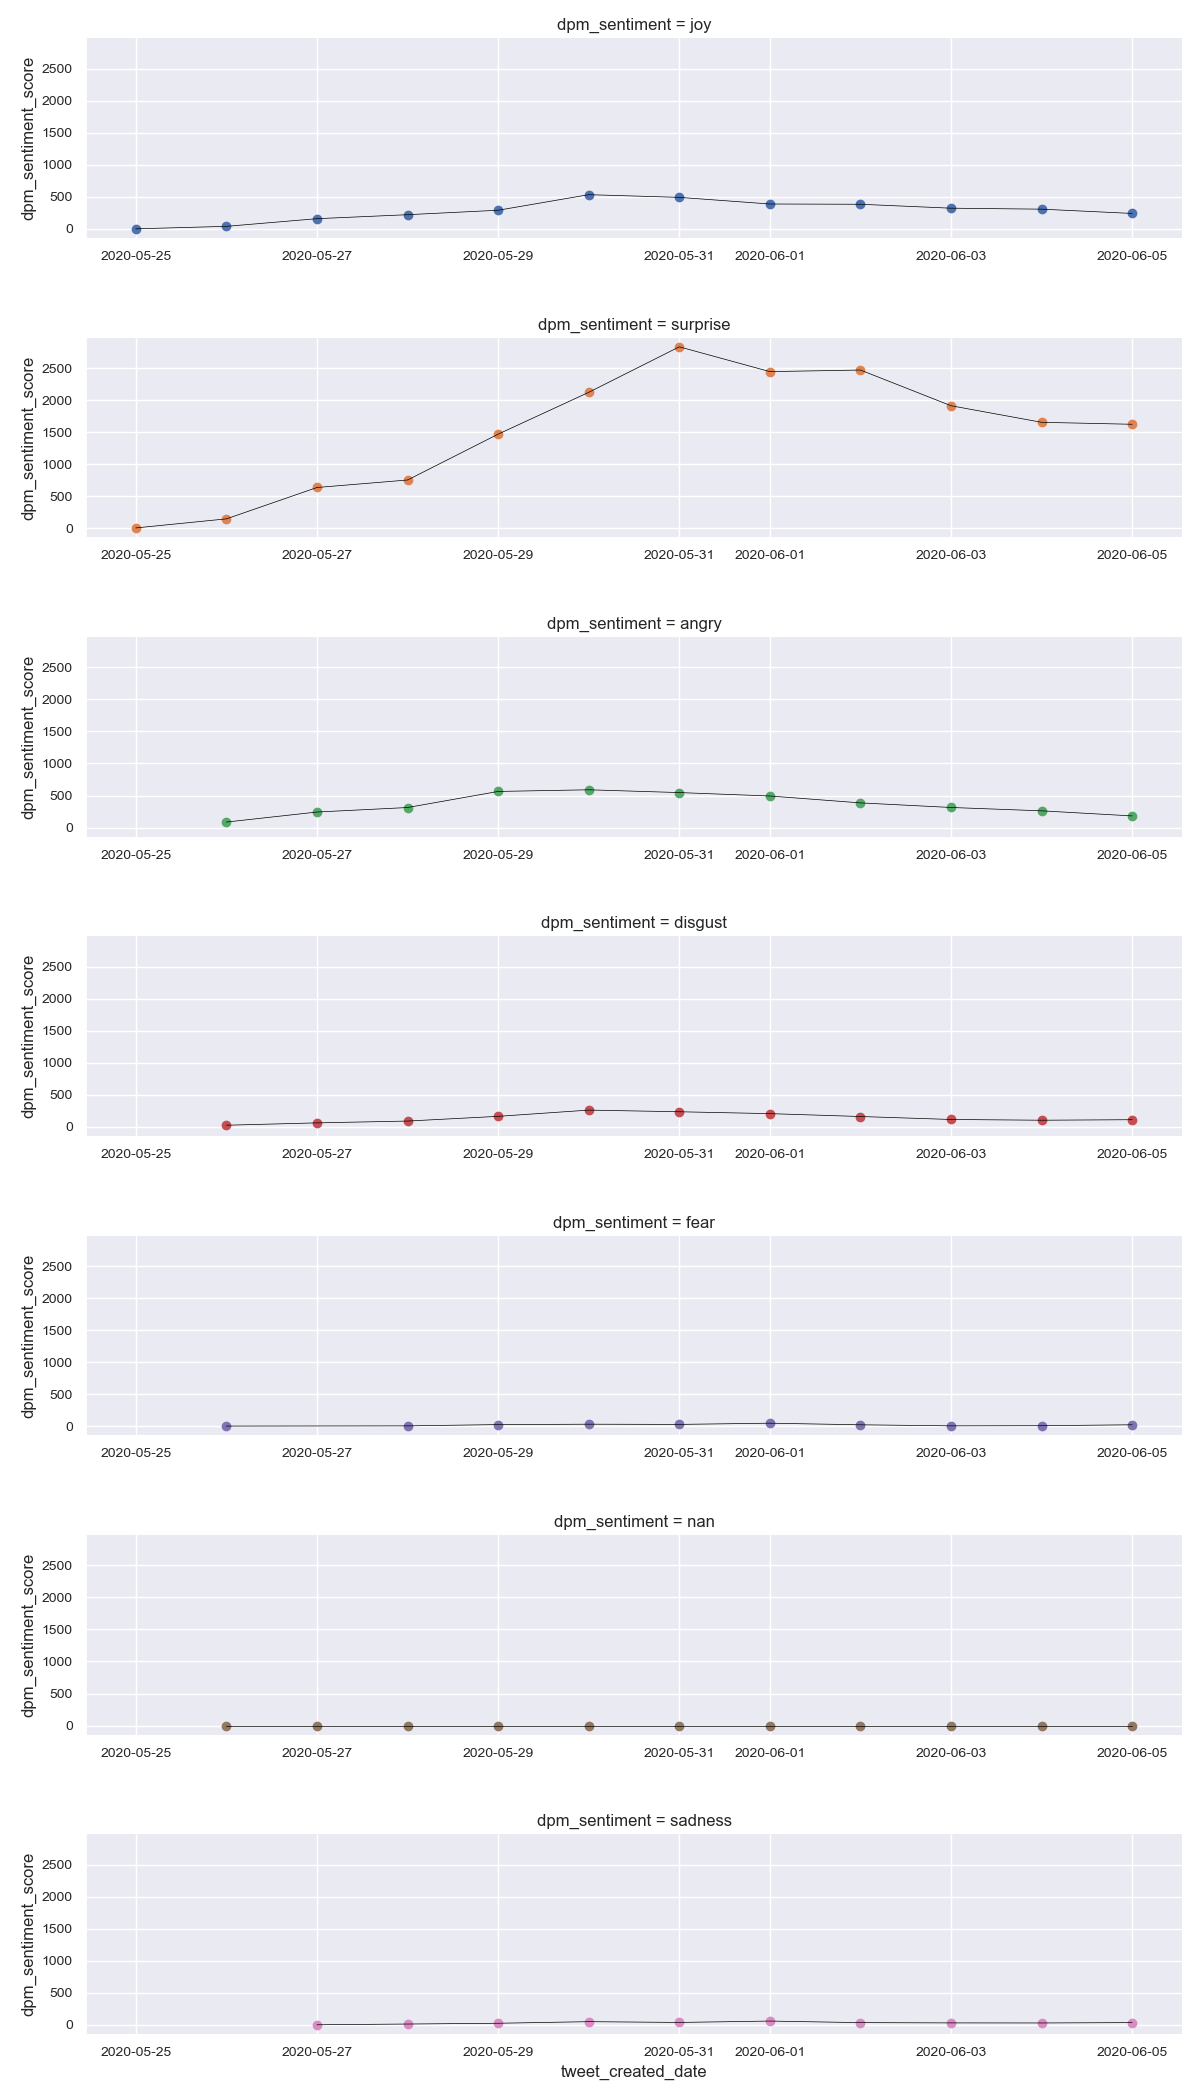 dpm_sentiment = joy
dpm_sentiment_score
2500
2000
1500
1000
500
0
2020-05-25 2020-05-27 2020-05-29 2020-05-31 2020-06-01 2020-06-03 2020-06-05
dpm_sentiment = surprise
dpm_sentiment_score
2500
2000
1500
1000
500
0
2020-05-25 2020-05-27 2020-05-29 2020-05-31 2020-06-01 2020-06-03 2020-06-05
dpm_sentiment = angry
dpm_sentiment_score
2500
2000
1500
1000
500
0
2020-05-25 2020-05-27 2020-05-29 2020-05-31 2020-06-01 2020-06-03 2020-06-05
dpm_sentiment = disgust
dpm_sentiment_score
2500
2000
1500
1000
500
0
2020-05-25 2020-05-27 2020-05-29 2020-05-31 2020-06-01 2020-06-03 2020-06-05
dpm_sentiment = fear
dpm_sentiment_score
2500
2000
1500
1000
500
0
2020-05-25 2020-05-27 2020-05-29 2020-05-31 2020-06-01 2020-06-03 2020-06-05
dpm_sentiment = nan
dpm_sentiment_score
2500
2000
1500
1000
500
0
2020-05-25 2020-05-27 2020-05-29 2020-05-31 2020-06-01 2020-06-03 2020-06-05
dpm_sentiment = sadness
dpm_sentiment_score
2500
2000
1500
1000
500
0
2020-05-25 2020-05-27 2020-05-29 2020-05-31 2020-06-01 2020-06-03 2020-06-05
tweet_created_date